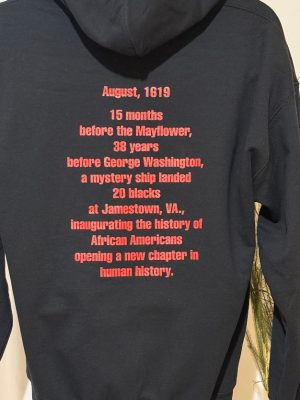 August, 1619
15 months
before the Mayflower,
38 years
before George Washington,
a mystery ship landed
20 blacks
at Jamestown, VA.,
inaugurating the history of
African Americans
opening a new chapter in
human history.